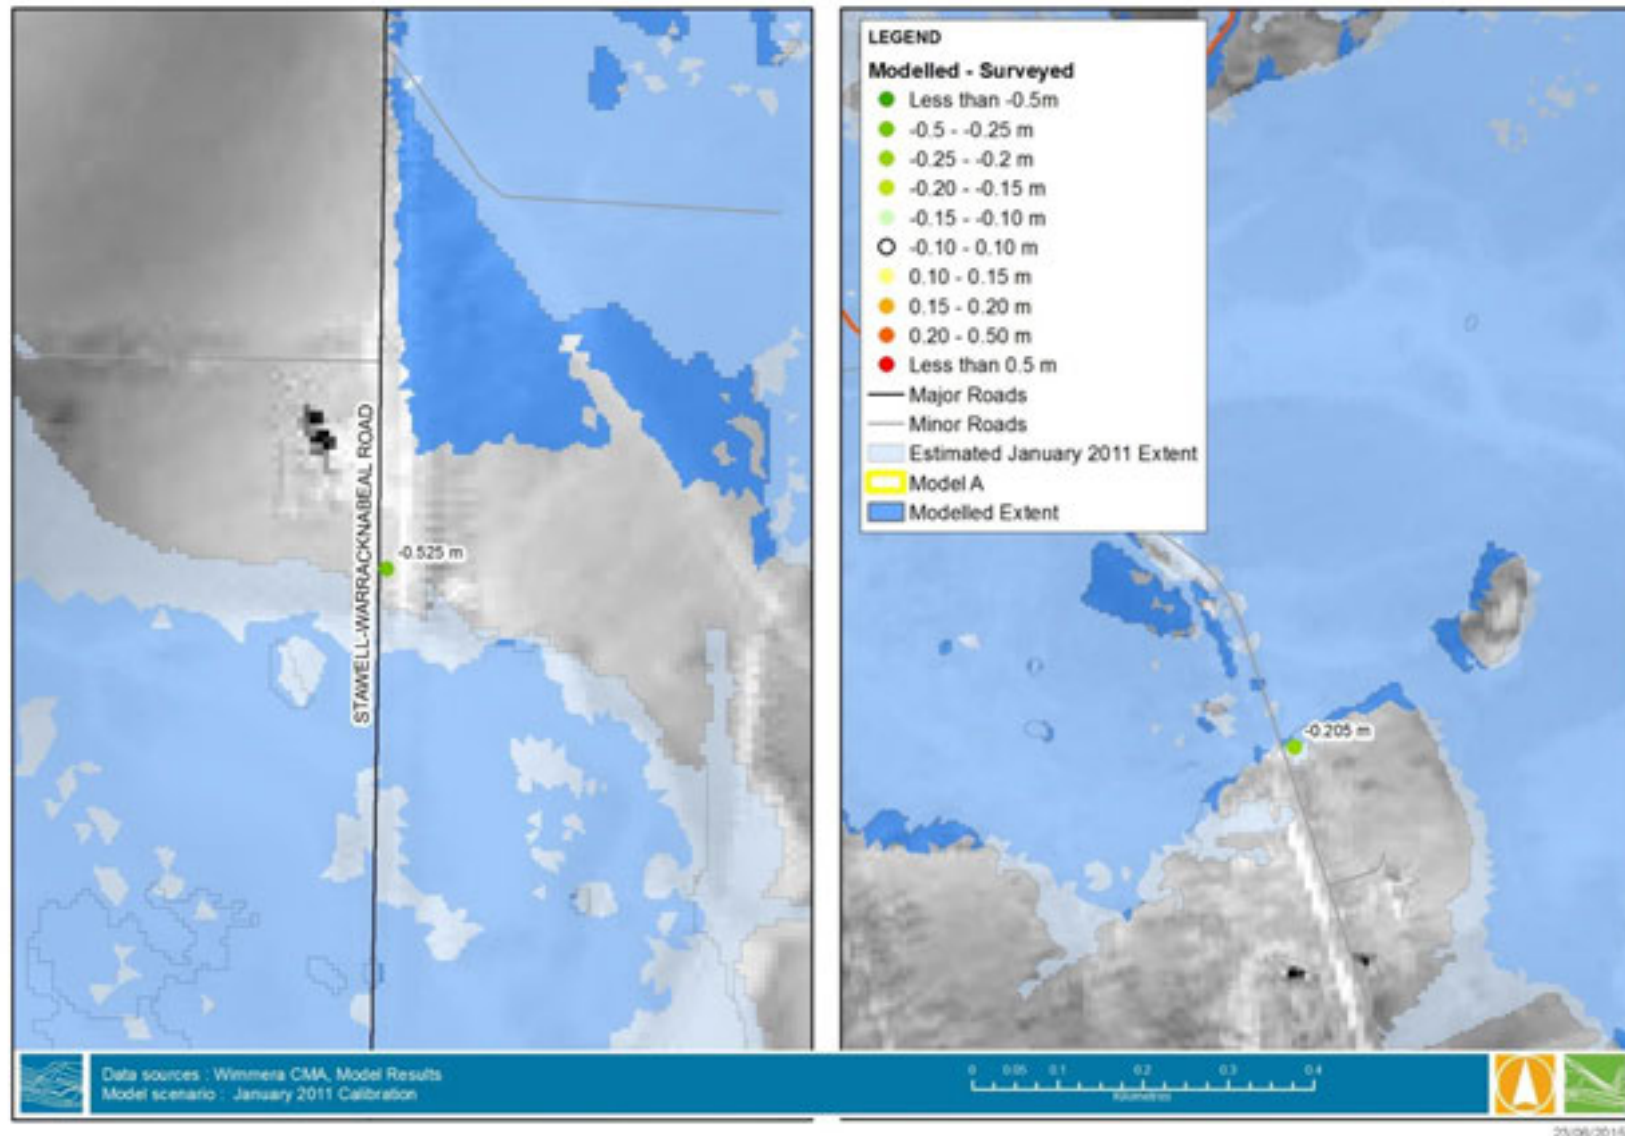 LEGEND
Modelled - Surveyed
Less than -0.5m
-0.5 - -0.25 m
-0.25 - -0.2 m
-0.20 - -0.15 m
-0.15 - -0.10 m
-0.10 - 0.10 m
0.10 - 0.15 m
0.15 - 0.20 m
0.20 - 0.50 m
Less than 0.5 m
Major Roads
Minor Roads
Estimated January 2011 Extent
Model A
Modelled Extent
STAWELL-WARRACKNABEAL ROAD
-0.525 m
-0.205 m
Data sources : Wimmera CMA, Model Results
Model scenario : January 2011 Calibration
0 0.05 0.1 0.2 0.3 0.4
Kilometres